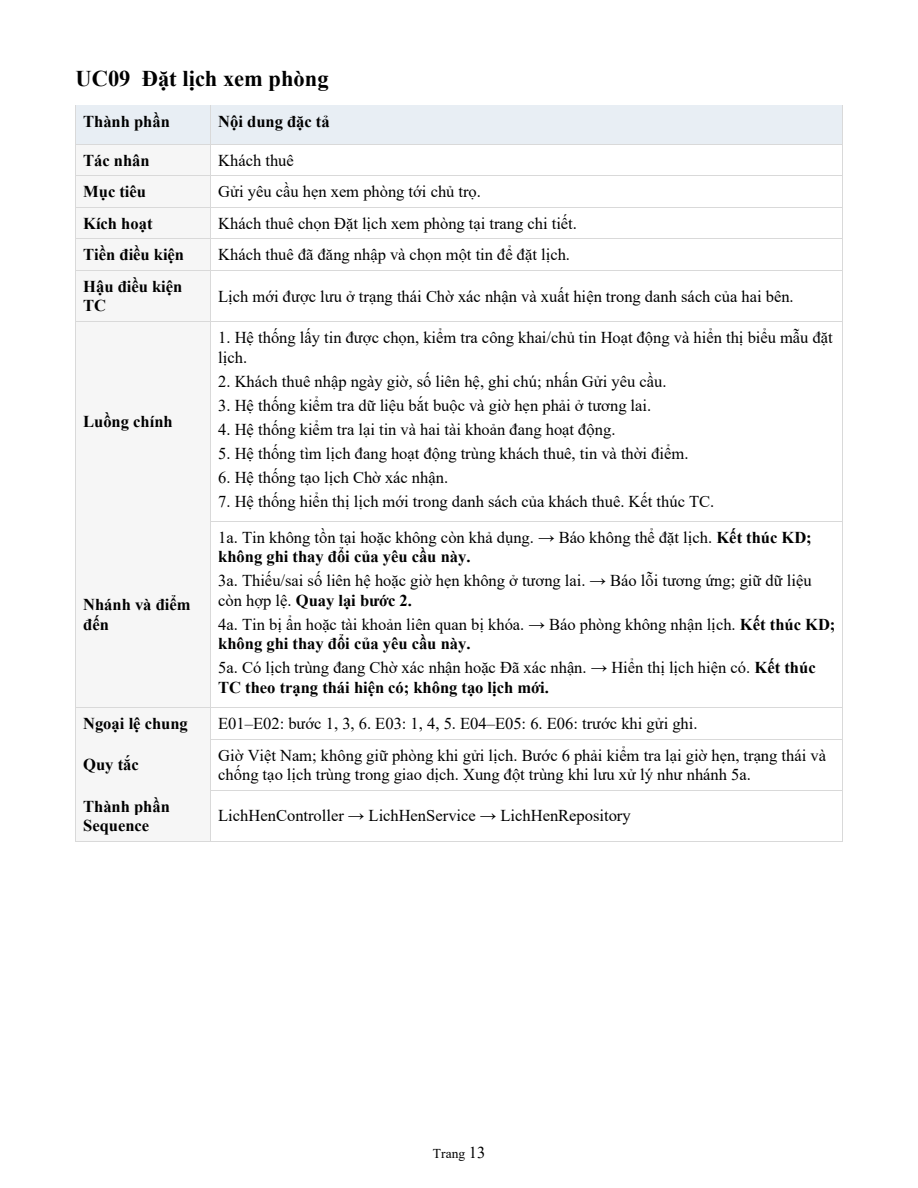 UC09 Đặt lịch xem phòng
Thành phần
Nội dung đặc tả
Tác nhân
Khách thuê
Mục tiêu
Gửi yêu cầu hẹn xem phòng tới chủ trọ.
Kích hoạt
Khách thuê chọn Đặt lịch xem phòng tại trang chi tiết.
Tiền điều kiện
Khách thuê đã đăng nhập và chọn một tin để đặt lịch.
Hậu điều kiện
TC
Lịch mới được lưu ở trạng thái Chờ xác nhận và xuất hiện trong danh sách của hai bên.
Luồng chính
1. Hệ thống lấy tin được chọn, kiểm tra công khai/chủ tin Hoạt động và hiển thị biểu mẫu đặt
lịch.
2. Khách thuê nhập ngày giờ, số liên hệ, ghi chú; nhấn Gửi yêu cầu.
3. Hệ thống kiểm tra dữ liệu bắt buộc và giờ hẹn phải ở tương lai.
4. Hệ thống kiểm tra lại tin và hai tài khoản đang hoạt động.
5. Hệ thống tìm lịch đang hoạt động trùng khách thuê, tin và thời điểm.
6. Hệ thống tạo lịch Chờ xác nhận.
7. Hệ thống hiển thị lịch mới trong danh sách của khách thuê. Kết thúc TC.
Nhánh và điểm
đến
1a. Tin không tồn tại hoặc không còn khả dụng. → Báo không thể đặt lịch. Kết thúc KD;
không ghi thay đổi của yêu cầu này.
3a. Thiếu/sai số liên hệ hoặc giờ hẹn không ở tương lai. → Báo lỗi tương ứng; giữ dữ liệu
còn hợp lệ. Quay lại bước 2.
4a. Tin bị ẩn hoặc tài khoản liên quan bị khóa. → Báo phòng không nhận lịch. Kết thúc KD;
không ghi thay đổi của yêu cầu này.
5a. Có lịch trùng đang Chờ xác nhận hoặc Đã xác nhận. → Hiển thị lịch hiện có. Kết thúc
TC theo trạng thái hiện có; không tạo lịch mới.
Ngoại lệ chung
E01–E02: bước 1, 3, 6. E03: 1, 4, 5. E04–E05: 6. E06: trước khi gửi ghi.
Quy tắc
Giờ Việt Nam; không giữ phòng khi gửi lịch. Bước 6 phải kiểm tra lại giờ hẹn, trạng thái và
chống tạo lịch trùng trong giao dịch. Xung đột trùng khi lưu xử lý như nhánh 5a.
Thành phần
Sequence
LichHenController → LichHenService → LichHenRepository
Trang 13